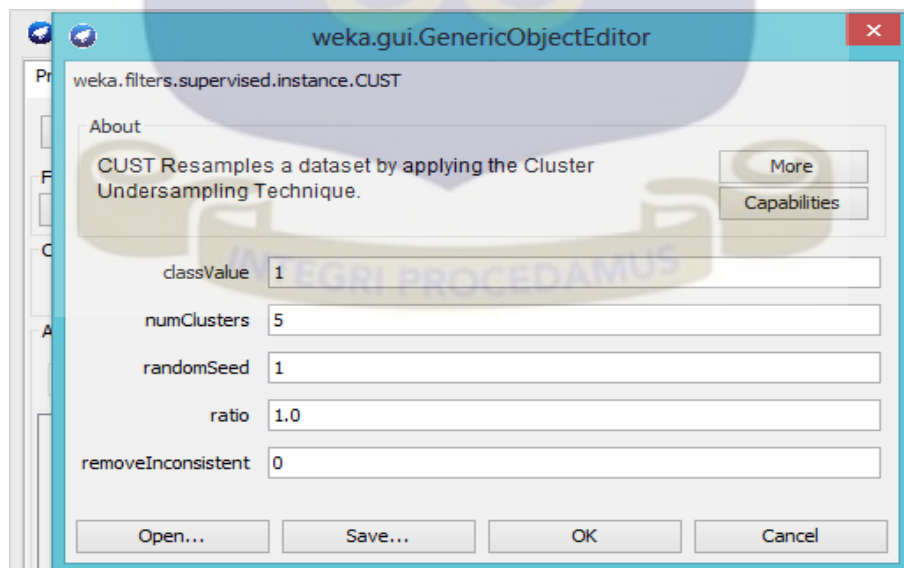 weka.gui.GenericObjectEditor
Pr
weka.filters.supervised.instance.CUST
About
CUST Resamples a dataset by applying the Cluster
Undersampling Technique.
More
Capabilities
F
C
INTEGRI PROCEDAMUS
classValue 1
numClusters 5
A
randomSeed 1
ratio 1.0
removeInconsistent 0
Open... Save... OK Cancel